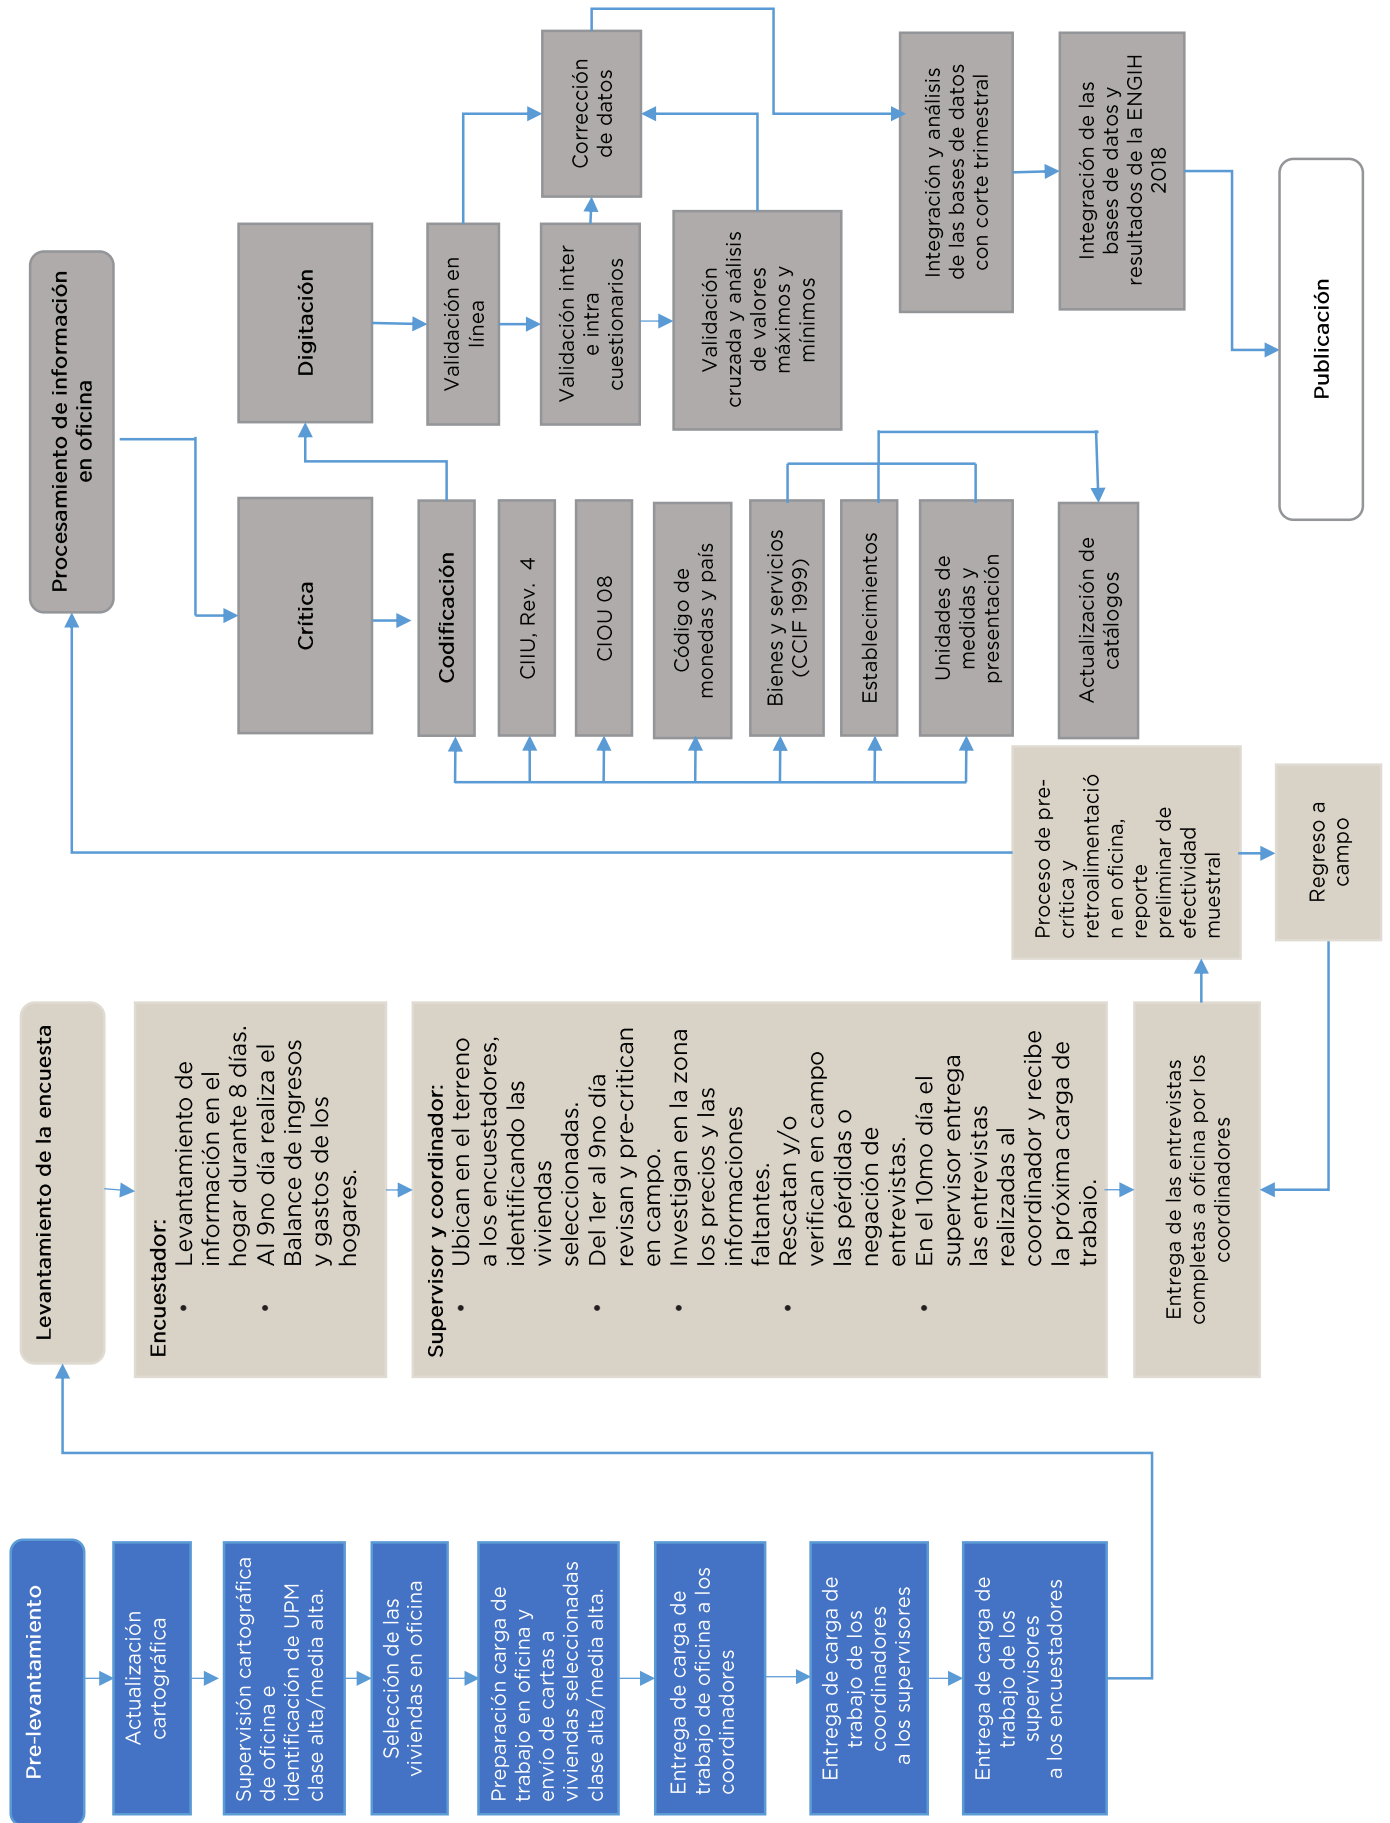 Pre-levantamiento
Actualización
cartográfica
Supervisión cartográfica
de oficina e
identificación de UPM
clase alta/media alta.
Selección de las
viviendas en oficina
Preparación carga de
trabajo en oficina y
envío de cartas a
viviendas seleccionadas
clase alta/media alta.
Entrega de carga de
trabajo de oficina a los
coordinadores
Entrega de carga de
trabajo de los
coordinadores
a los supervisores
Entrega de carga de
trabajo de los
supervisores
a los encuestadores
Levantamiento de la encuesta
Encuestador:
• Levantamiento de
información en el
hogar durante 8 días.
• Al 9no día realiza el
Balance de ingresos
y gastos de los
hogares.
Supervisor y coordinador:
• Ubican en el terreno
a los encuestadores,
identificando las
viviendas
seleccionadas.
• Del 1er al 9no día
revisan y pre-critican
en campo.
• Investigan en la zona
los precios y las
informaciones
faltantes.
• Rescatan y/o
verifican en campo
las pérdidas o
negación de
entrevistas.
• En el 10mo día el
supervisor entrega
las entrevistas
realizadas al
coordinador y recibe
la próxima carga de
trabajo.
Entrega de las entrevistas
completas a oficina por los
coordinadores
Proceso de pre-
crítica y
retroalimentació
n en oficina,
reporte
preliminar de
efectividad
muestral
Regreso a
campo
Procesamiento de información
en oficina
Crítica
Codificación
CIIU, Rev. 4
CIOU 08
Código de
monedas y país
Bienes y servicios
(CCIF 1999)
Establecimientos
Unidades de
medidas y
presentación
Actualización de
catálogos
Digitación
Validación en
línea
Validación inter
e intra
cuestionarios
Validación
cruzada y análisis
de valores
máximos y
mínimos
Corrección
de datos
Integración y análisis
de las bases de datos
con corte trimestral
Integración de las
bases de datos y
resultados de la ENGIH
2018
Publicación